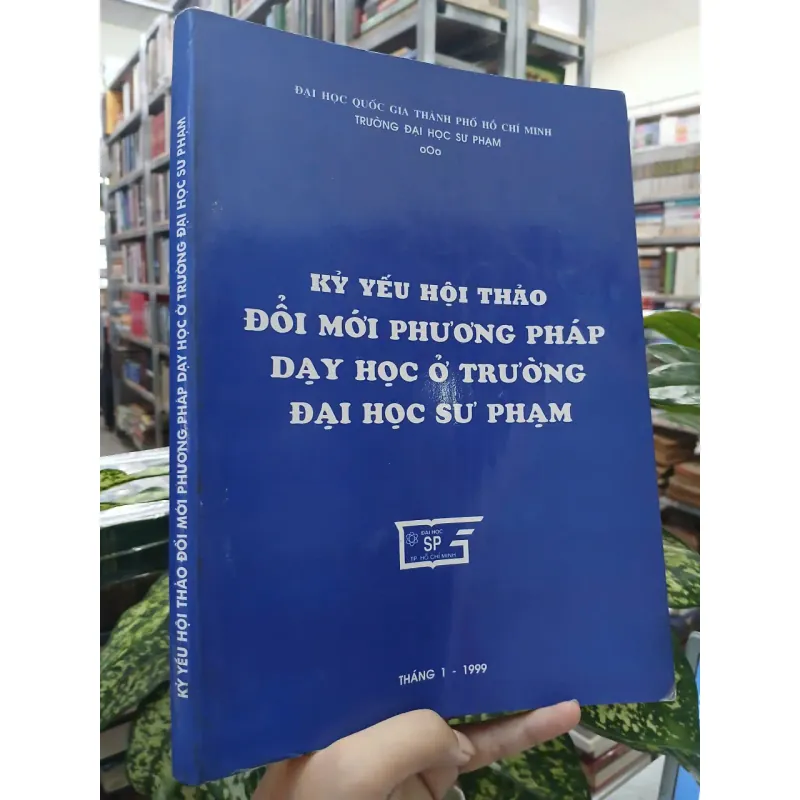 ĐẠI HỌC QUỐC GIA THÀNH PHỐ HỒ CHÍ MINH
TRƯỜNG ĐẠI HỌC SƯ PHẠM
oOo
KỶ YẾU HỘI THẢO
ĐỔI MỚI PHƯƠNG PHÁP
DẠY HỌC Ở TRƯỜNG
ĐẠI HỌC SƯ PHẠM
ĐẠI HỌC
SP
TP HỒ CHÍ MINH
THÁNG 1 - 1999
KỶ YẾU HỘI THẢO ĐỔI MỚI PHƯƠNG PHÁP DẠY HỌC Ở TRƯỜNG ĐẠI HỌC SƯ PHẠM